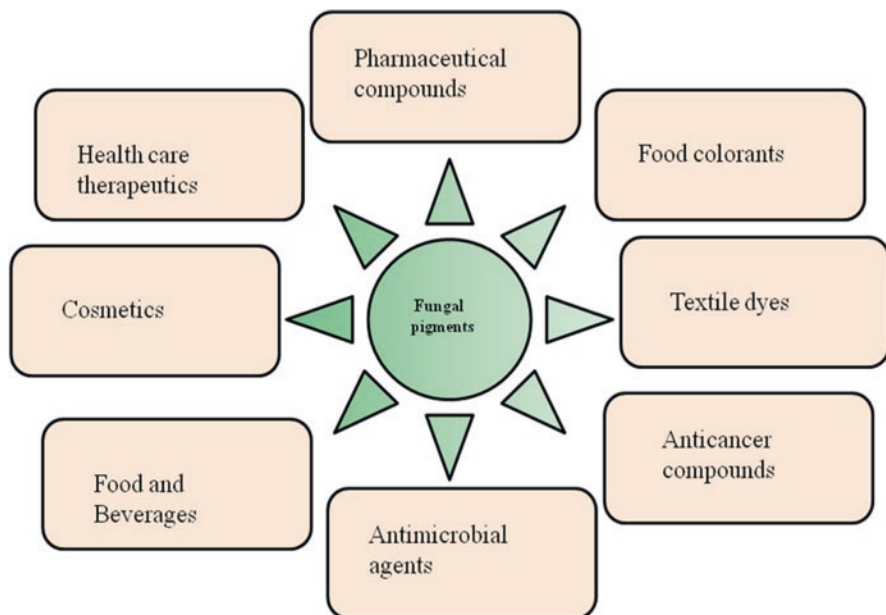 Pharmaceutical
compounds
Health care
therapeutics
Food colorants
Cosmetics
Fungal
pigments
Textile dyes
Food and
Beverages
Anticancer
compounds
Antimicrobial
agents